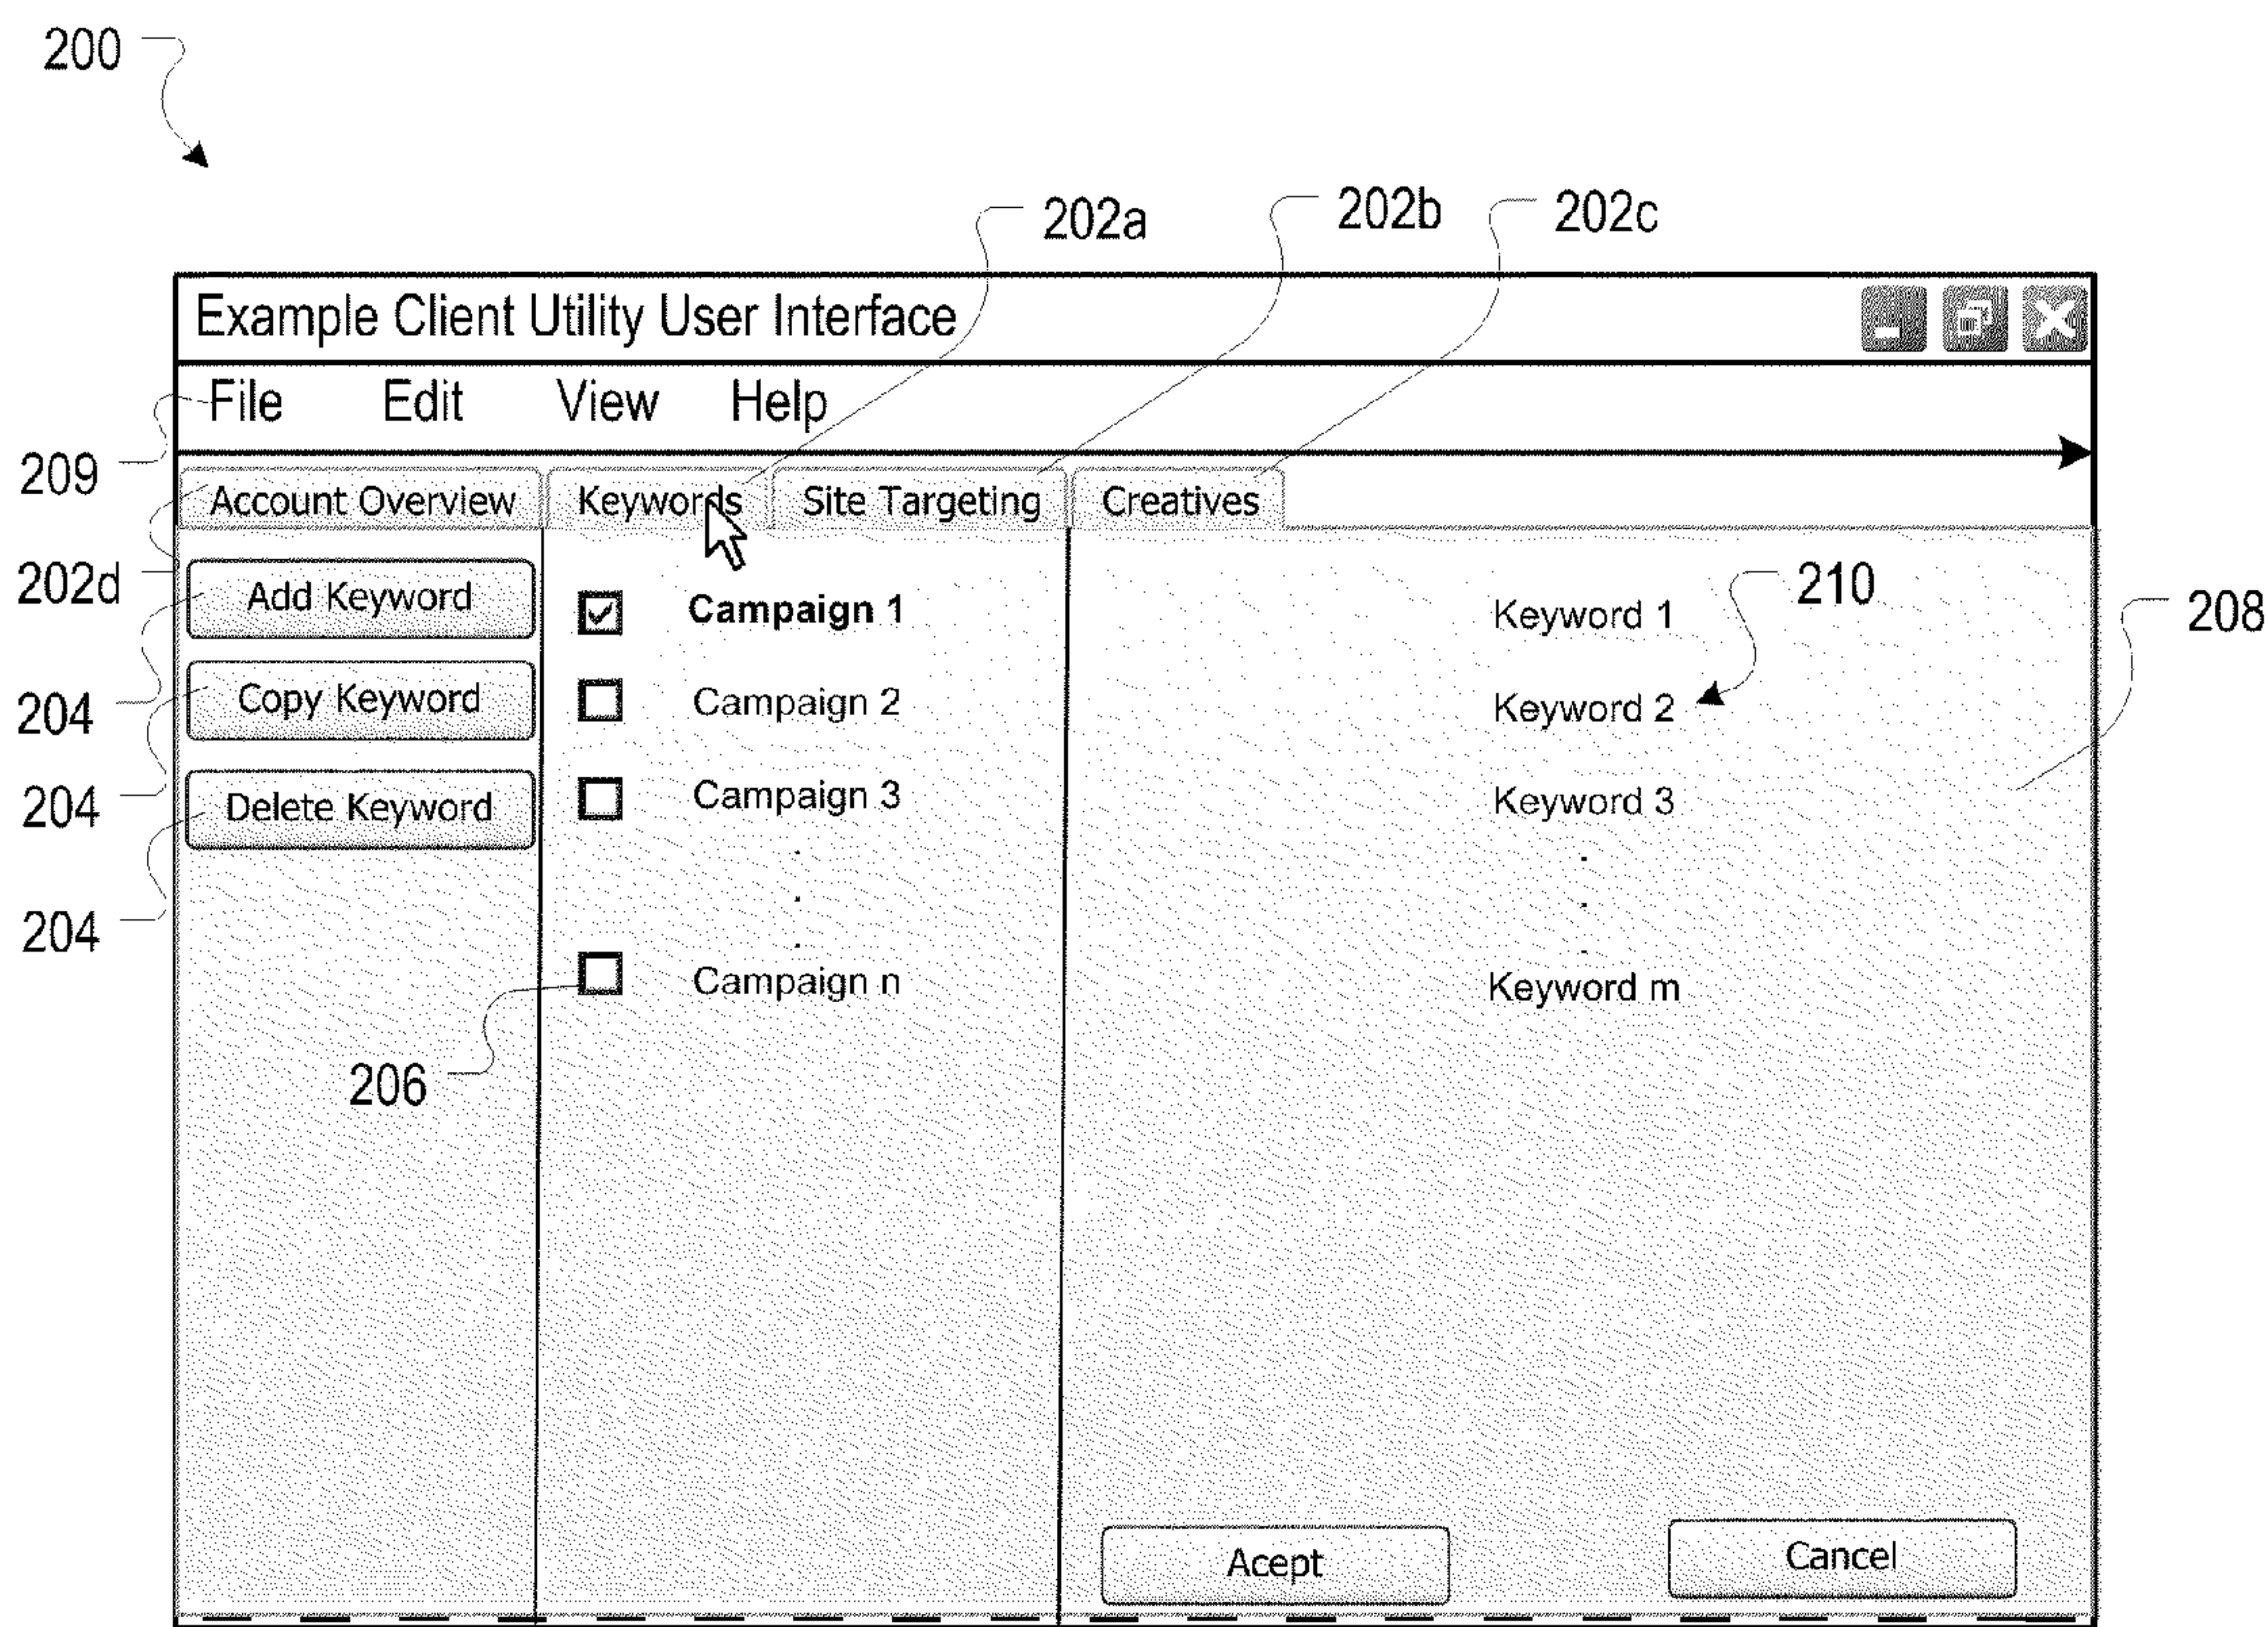 200
202a 202b 202c
Example Client Utility User Interface
File Edit View Help
209
Account Overview Keywords Site Targeting Creatives
202d
Add Keyword
Copy Keyword
Delete Keyword
204
204
204
Campaign 1
Campaign 2
Campaign 3
Campaign n
206
Keyword 1
Keyword 2
Keyword 3
Keyword m
210
208
Acept Cancel